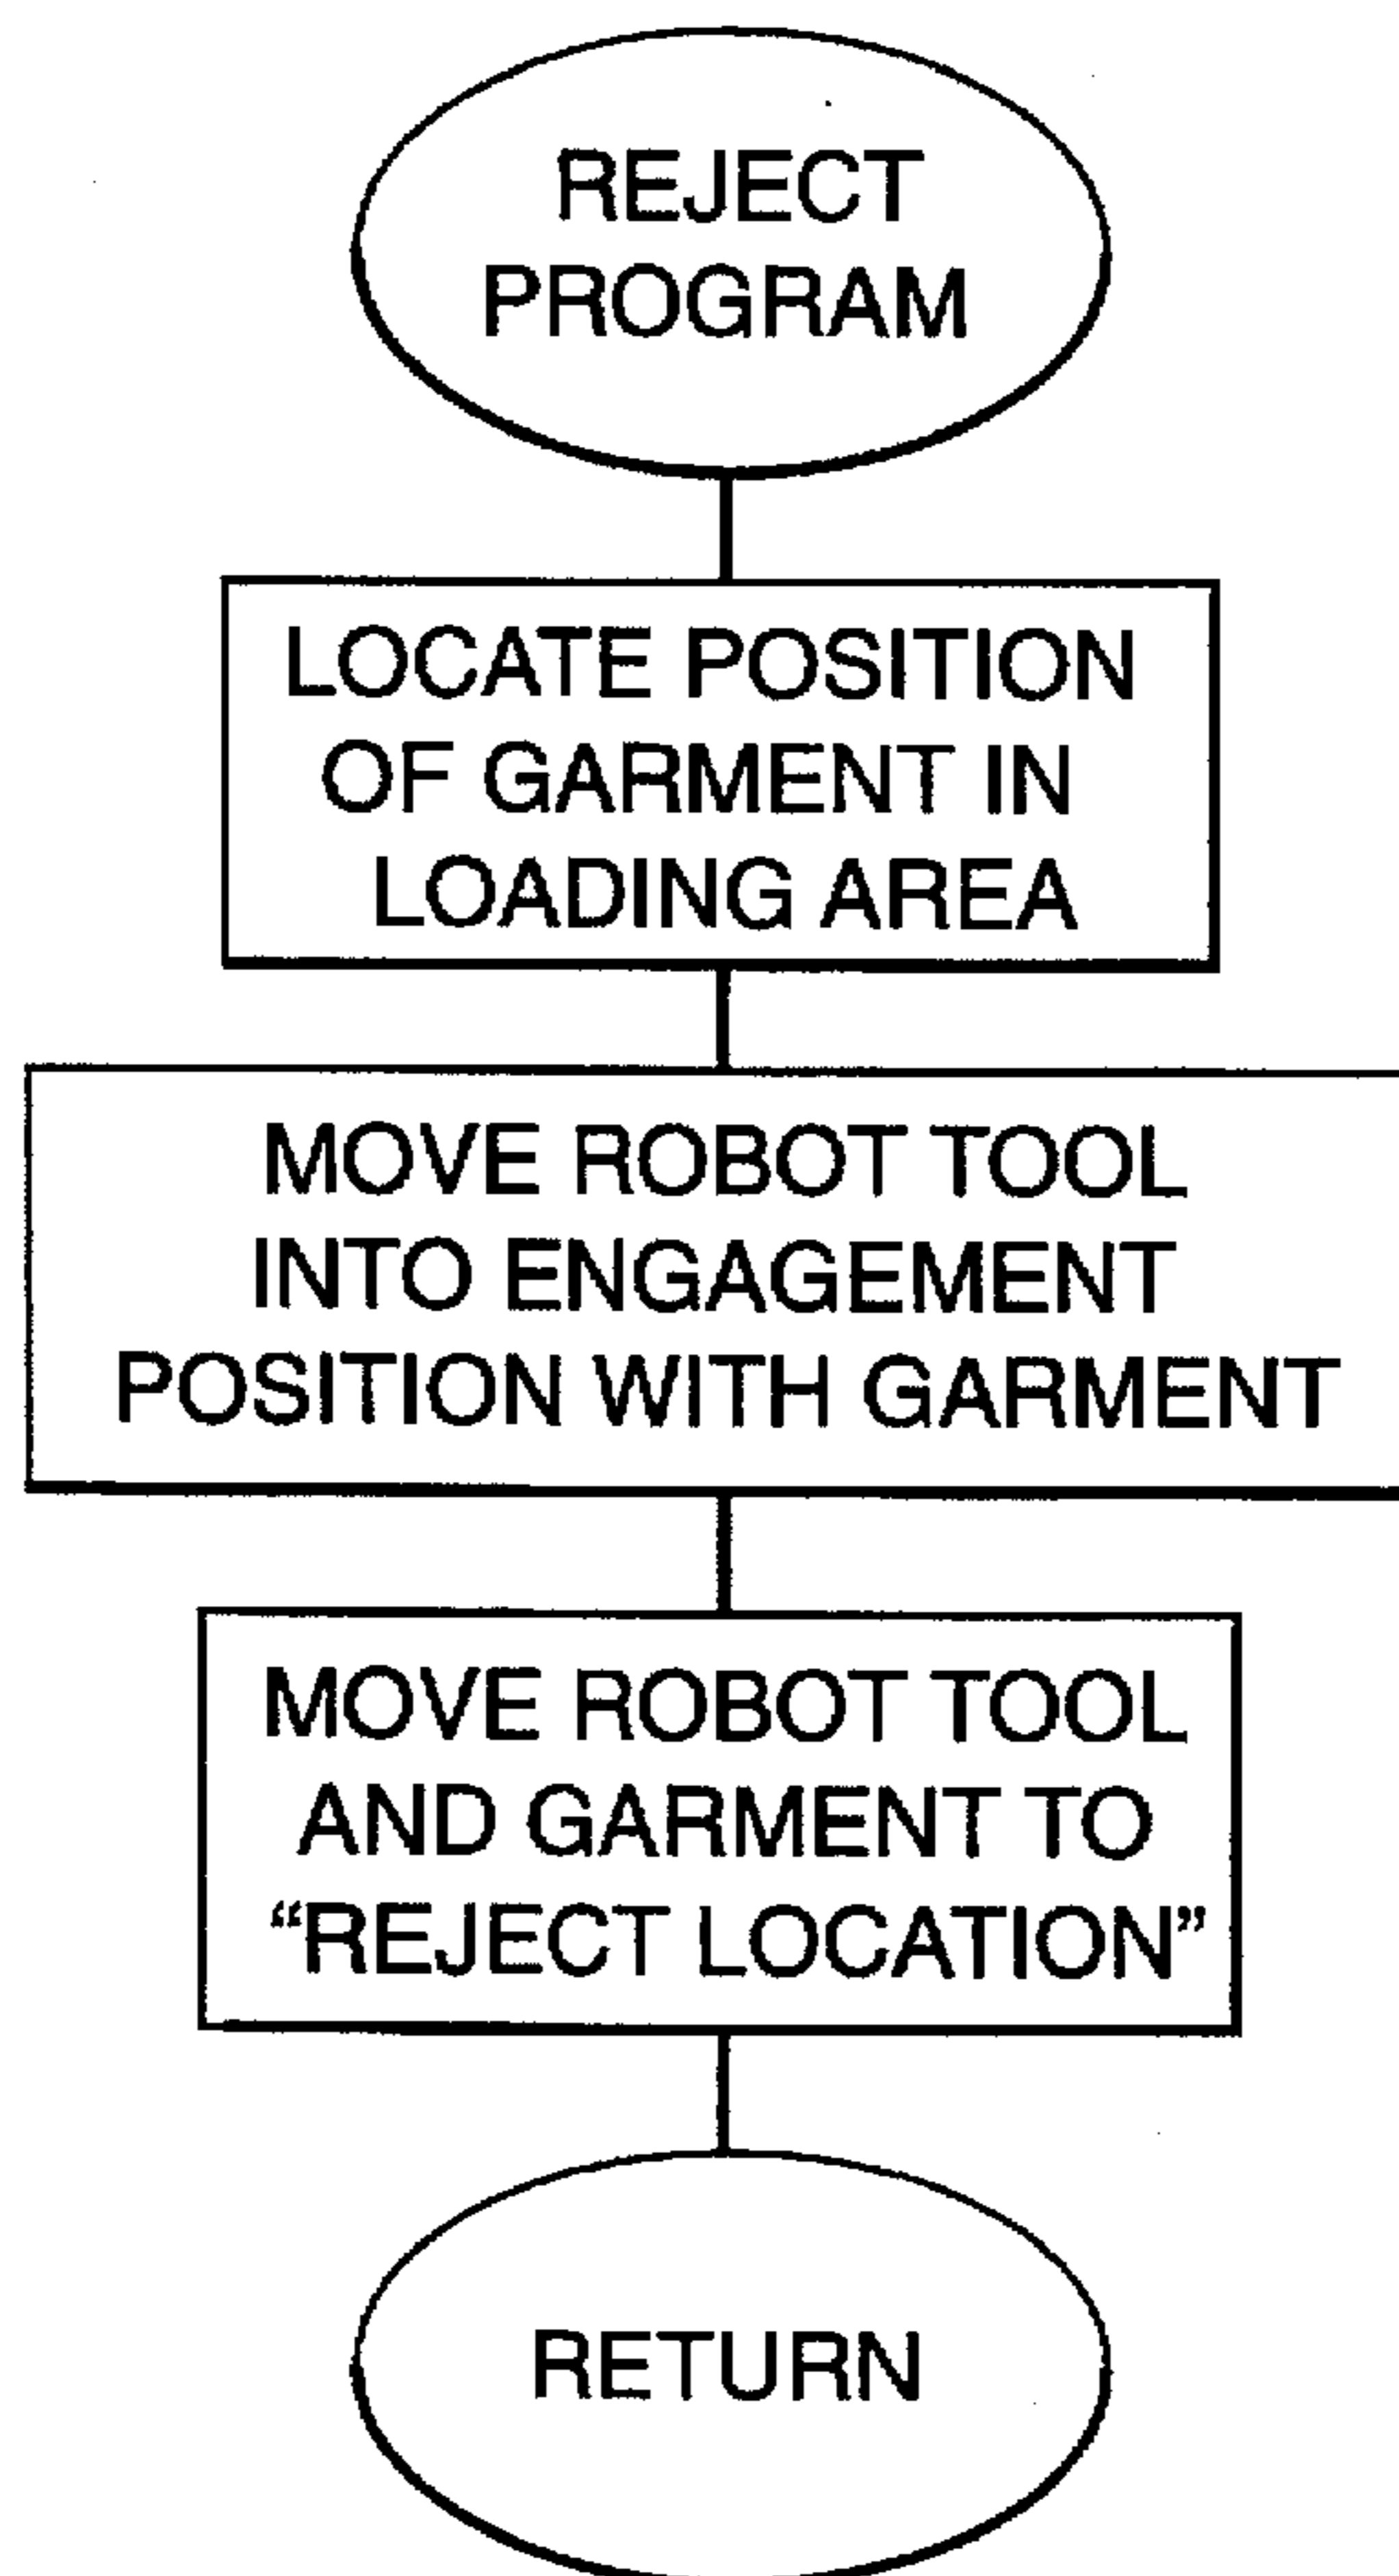 REJECT
PROGRAM
LOCATE POSITION
OF GARMENT IN
LOADING AREA
MOVE ROBOT TOOL
INTO ENGAGEMENT
POSITION WITH GARMENT
MOVE ROBOT TOOL
AND GARMENT TO
“REJECT LOCATION”
RETURN